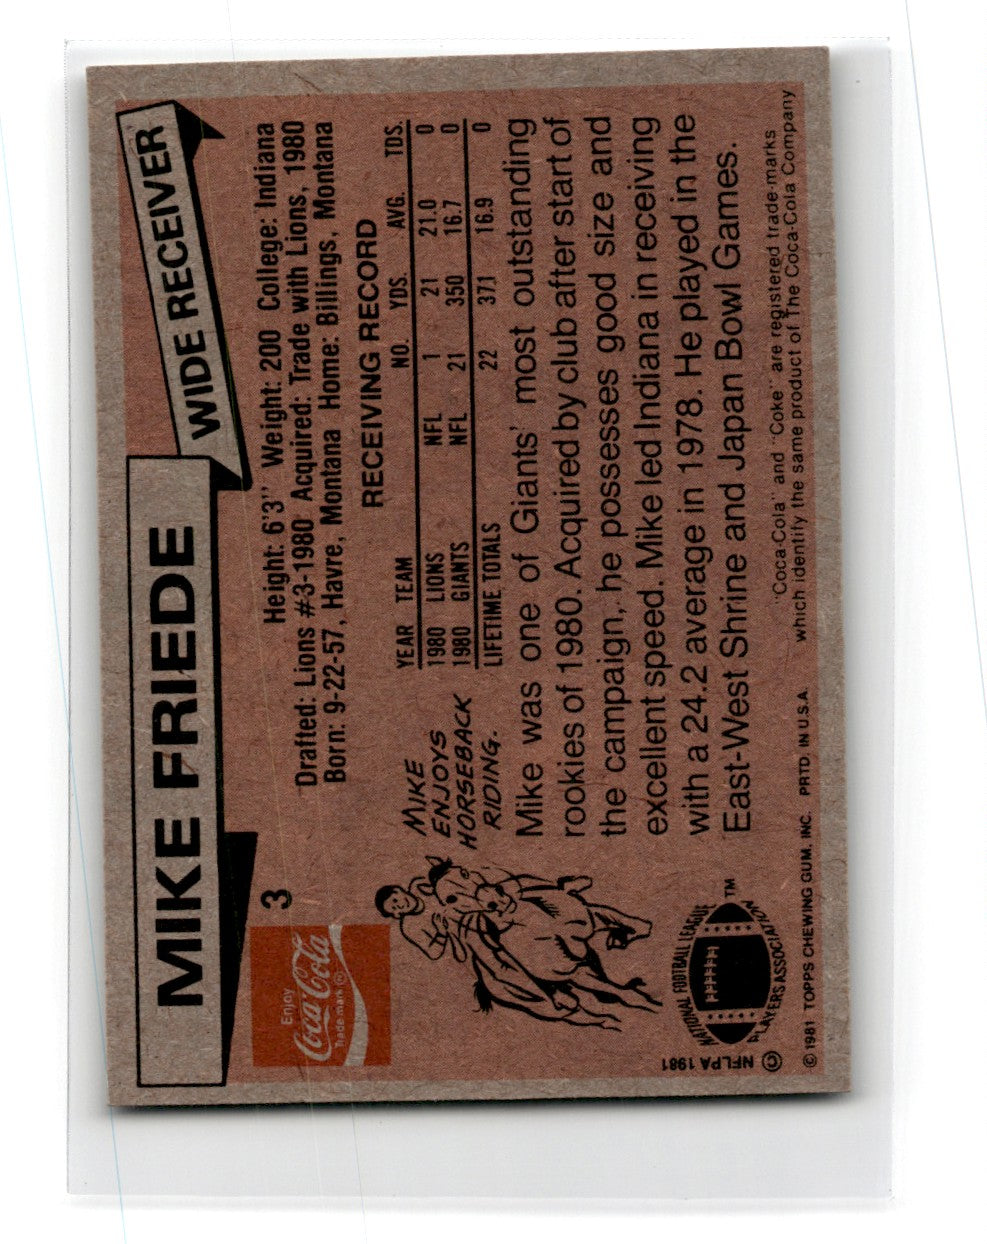 MIKE FRIEDE
WIDE RECEIVER
Enjoy
Coca-Cola
Trade-mark ®
3
Height: 6'3" Weight: 200 College: Indiana
Drafted: Lions #3-1980 Acquired: Trade with Lions, 1980
Born: 9-22-57, Havre, Montana Home: Billings, Montana
RECEIVING RECORD
YEAR TEAM NO. YDS. AVG. TDS.
1980 LIONS NFL 1 21 21.0 0
1980 GIANTS NFL 21 350 16.7 0
LIFETIME TOTALS 22 371 16.9 0
MIKE
ENJOYS
HORSEBACK
RIDING.
Mike was one of Giants' most outstanding
rookies of 1980. Acquired by club after start of
the campaign, he possesses good size and
excellent speed. Mike led Indiana in receiving
with a 24.2 average in 1978. He played in the
East-West Shrine and Japan Bowl Games.
NATIONAL FOOTBALL LEAGUE
PLAYERS ASSOCIATION
TM
© NFLPA 1981
"Coca-Cola" and "Coke" are registered trade-marks
which identify the same product of The Coca-Cola Company
© 1981 TOPPS CHEWING GUM, INC. PRTD. IN U.S.A.